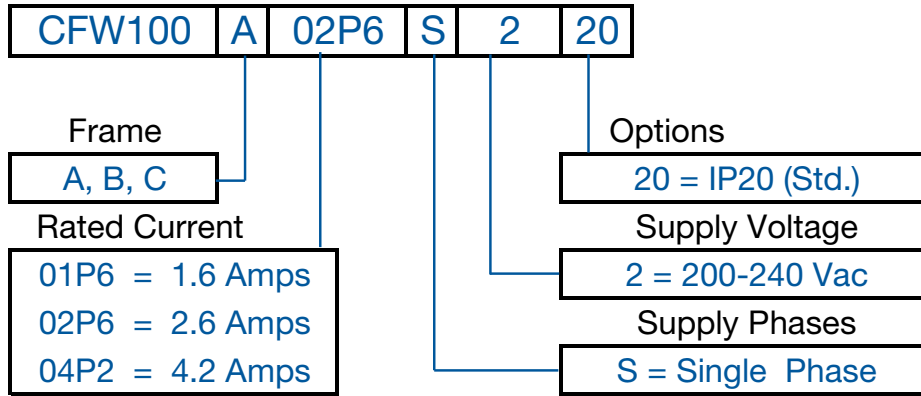 CFW100 A 02P6 S 2 20
Frame
A, B, C
Rated Current
01P6 = 1.6 Amps
02P6 = 2.6 Amps
04P2 = 4.2 Amps
Options
20 = IP20 (Std.)
Supply Voltage
2 = 200-240 Vac
Supply Phases
S = Single Phase